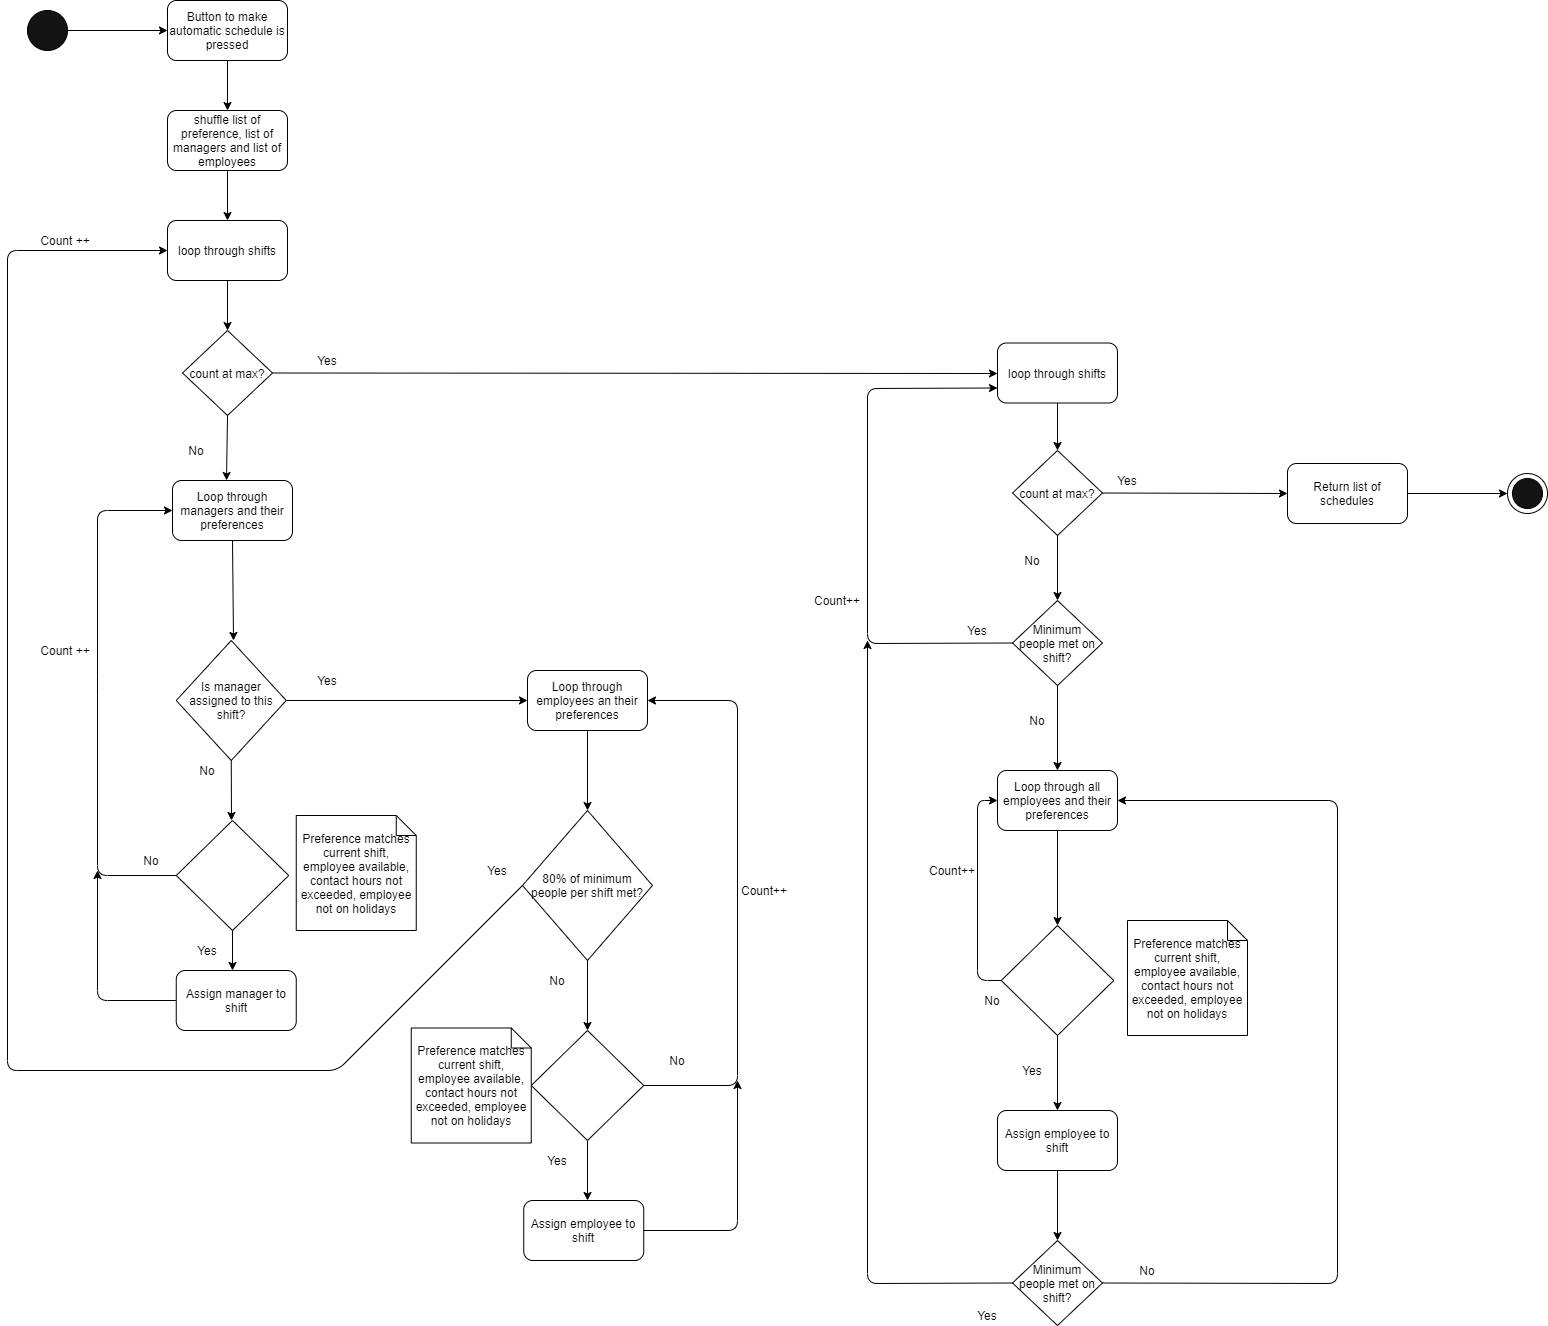 Button to make
automatic schedule is
pressed
shuffle list of
preference, list of
managers and list of
employees
Count ++
loop through shifts
count at max?
Yes
No
Loop through
managers and their
preferences
Count ++
Is manager
assigned to this
shift?
Yes
No
No
Preference matches
current shift,
employee available,
contact hours not
exceeded, employee
not on holidays
Yes
Assign manager to
shift
Loop through
employees an their
preferences
Yes
80% of minimum
people per shift met?
Count++
No
Preference matches
current shift,
employee available,
contact hours not
exceeded, employee
not on holidays
No
Yes
Assign employee to
shift
loop through shifts
count at max?
Yes
Return list of
schedules
No
Count++
Yes
Minimum
people met on
shift?
No
Loop through all
employees and their
preferences
Count++
Preference matches
current shift,
employee available,
contact hours not
exceeded, employee
not on holidays
No
Yes
Assign employee to
shift
Minimum
people met on
shift?
No
Yes